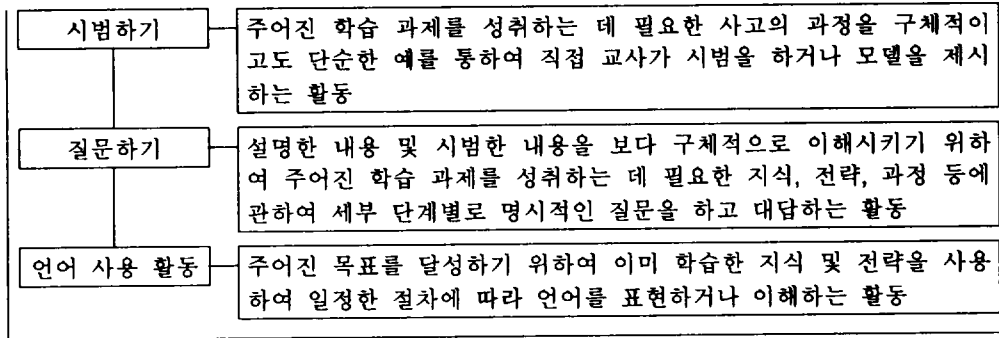 시범하기
주어진 학습 과제를 성취하는 데 필요한 사고의 과정을 구체적이
고도 단순한 예를 통하여 직접 교사가 시범을 하거나 모델을 제시
하는 활동
질문하기
설명한 내용 및 시범한 내용을 보다 구체적으로 이해시키기 위하
여 주어진 학습 과제를 성취하는 데 필요한 지식, 전략, 과정 등에
관하여 세부 단계별로 명시적인 질문을 하고 대답하는 활동
언어 사용 활동
주어진 목표를 달성하기 위하여 이미 학습한 지식 및 전략을 사용
하여 일정한 절차에 따라 언어를 표현하거나 이해하는 활동